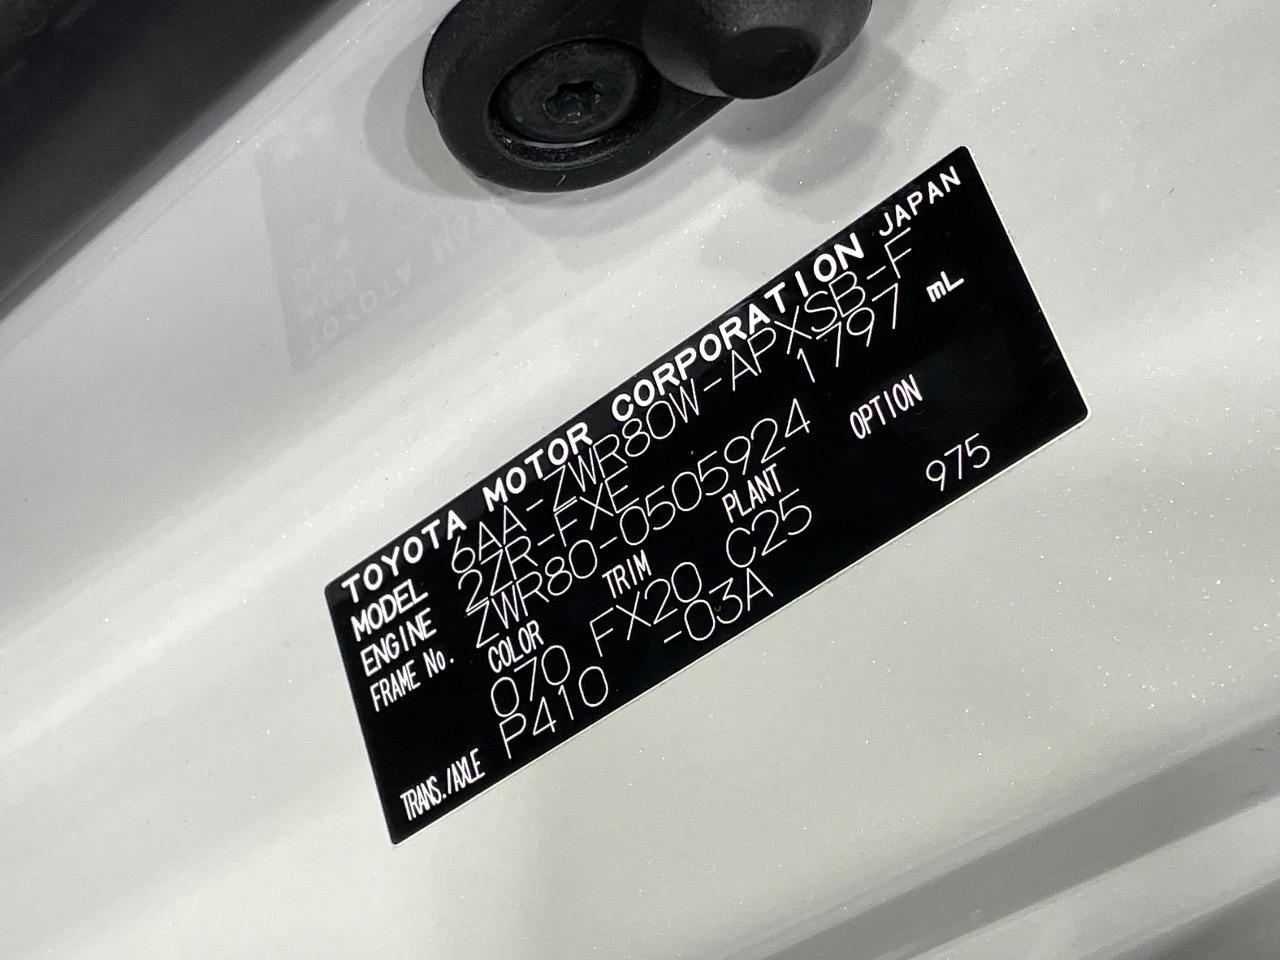 TOYOTA MOTOR CORPORATION JAPAN
MODEL 6AA-ZWR80W-APXSB-F
ENGINE 2ZR-FXE 1797 mL
FRAME No. ZWR80-0505924
COLOR TRIM PLANT OPTION
070 FX20 C25 975
TRANS./AXLE P410 -03A